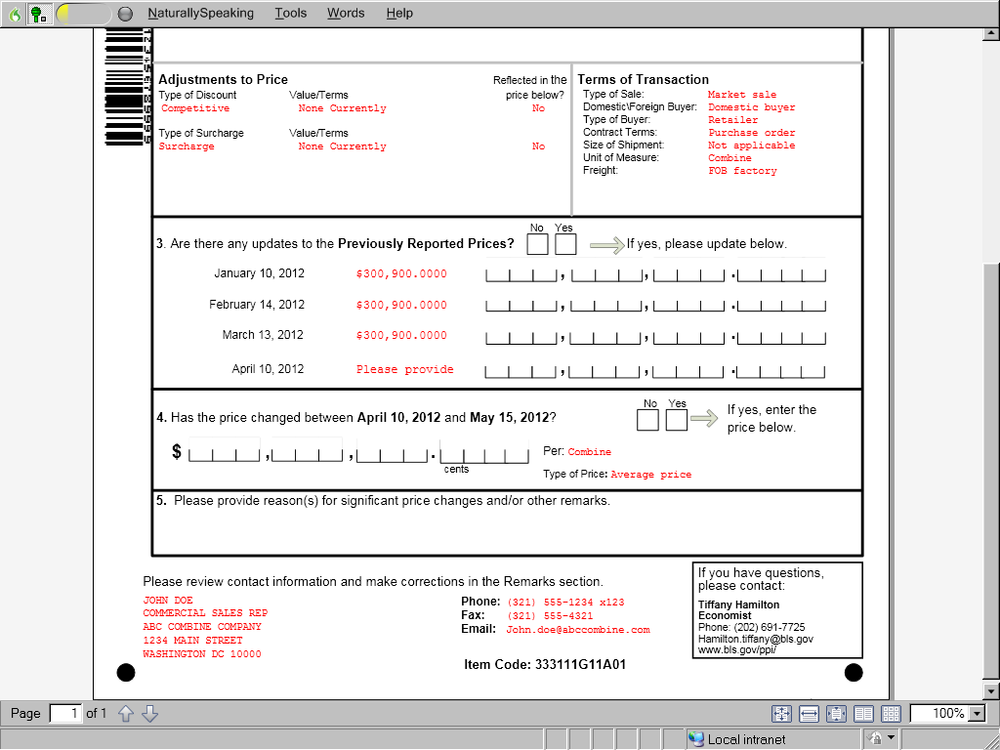 NaturallySpeaking Tools Words Help
Adjustments to Price
Reflected in the
Type of Discount Value/Terms price below?
Competitive None Currently No
Type of Surcharge Value/Terms
Surcharge None Currently No
Terms of Transaction
Type of Sale: Market sale
Domestic\Foreign Buyer: Domestic buyer
Type of Buyer: Retailer
Contract Terms: Purchase order
Size of Shipment: Not applicable
Unit of Measure: Combine
Freight: FOB factory
No Yes
3. Are there any updates to the Previously Reported Prices? If yes, please update below.
January 10, 2012 $300,900.0000 , , .
February 14, 2012 $300,900.0000 , , .
March 13, 2012 $300,900.0000 , , .
April 10, 2012 Please provide , , .
No Yes
4. Has the price changed between April 10, 2012 and May 15, 2012? If yes, enter the
price below.
$ , , . Per: Combine
cents
Type of Price: Average price
5. Please provide reason(s) for significant price changes and/or other remarks.
Please review contact information and make corrections in the Remarks section.
JOHN DOE
COMMERCIAL SALES REP
ABC COMBINE COMPANY
1234 MAIN STREET
WASHINGTON DC 10000
Phone: (321) 555-1234 x123
Fax: (321) 555-4321
Email: John.doe@abccombine.com
Item Code: 333111G11A01
If you have questions,
please contact:
Tiffany Hamilton
Economist
Phone: (202) 691-7725
Hamilton.tiffany@bls.gov
www.bls.gov/ppi/
Page 1 of 1 100%
Local intranet